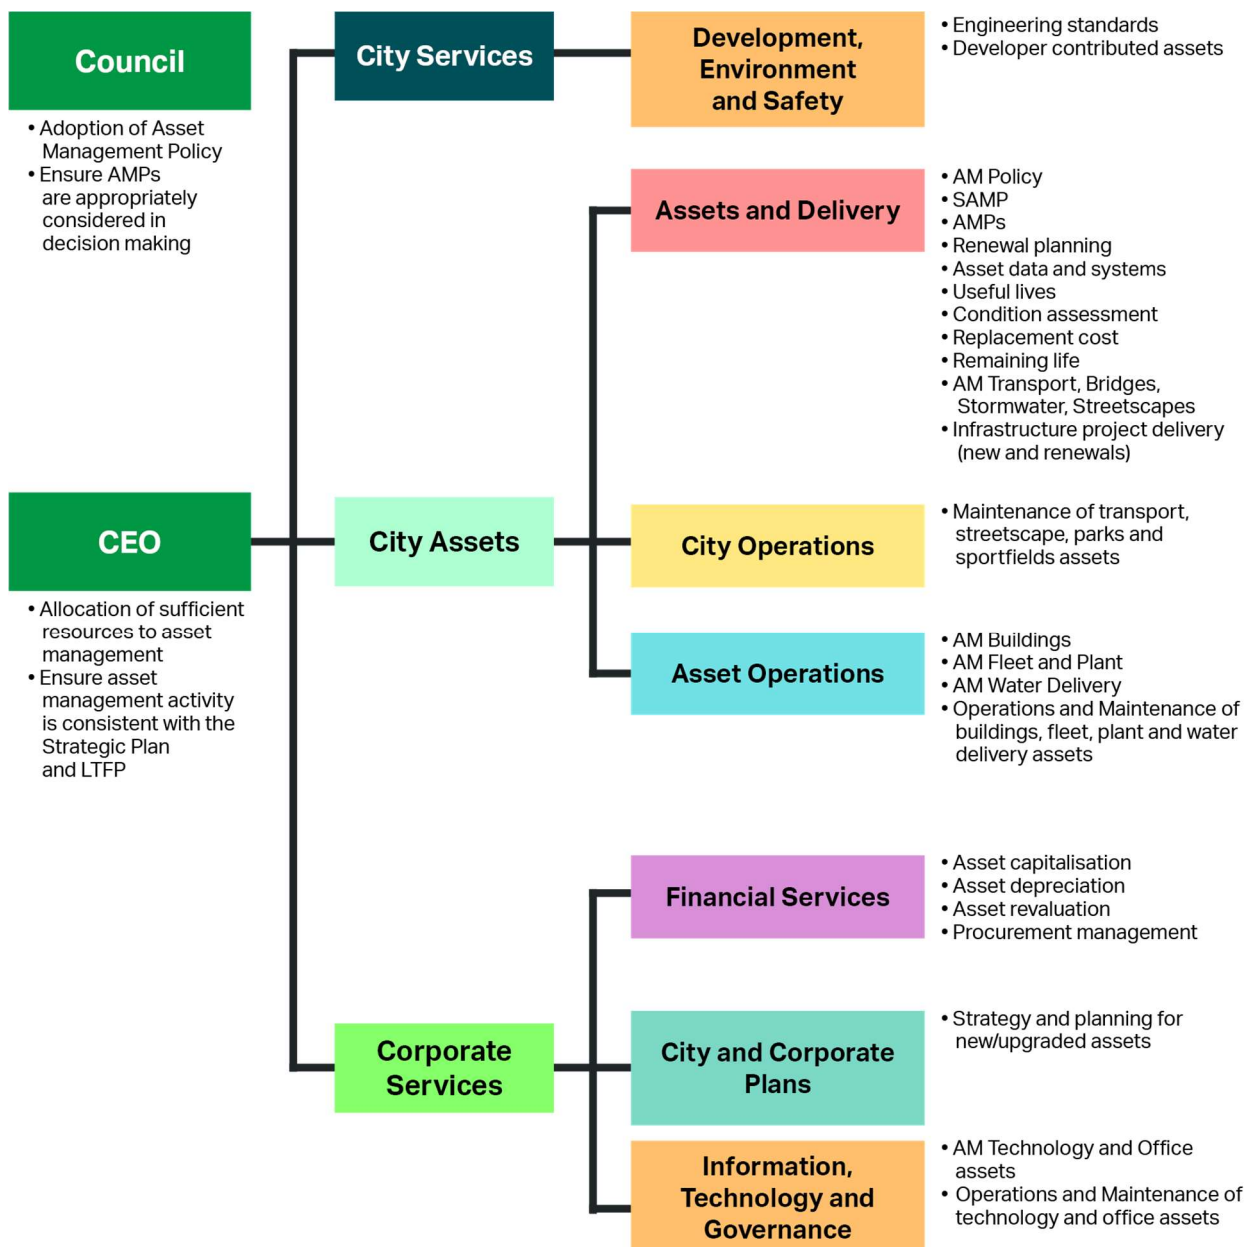 Council
• Adoption of Asset
Management Policy
• Ensure AMPs
are appropriately
considered in
decision making
CEO
• Allocation of sufficient
resources to asset
management
• Ensure asset
management activity
is consistent with the
Strategic Plan
and LTFP
City Services
Development,
Environment
and Safety
• Engineering standards
• Developer contributed assets
City Assets
Assets and Delivery
• AM Policy
• SAMP
• AMPs
• Renewal planning
• Asset data and systems
• Useful lives
• Condition assessment
• Replacement cost
• Remaining life
• AM Transport, Bridges,
Stormwater, Streetscapes
• Infrastructure project delivery
(new and renewals)
City Operations
• Maintenance of transport,
streetscape, parks and
sportfields assets
Asset Operations
• AM Buildings
• AM Fleet and Plant
• AM Water Delivery
• Operations and Maintenance of
buildings, fleet, plant and water
delivery assets
Corporate
Services
Financial Services
• Asset capitalisation
• Asset depreciation
• Asset revaluation
• Procurement management
City and Corporate
Plans
• Strategy and planning for
new/upgraded assets
Information,
Technology and
Governance
• AM Technology and Office
assets
• Operations and Maintenance of
technology and office assets